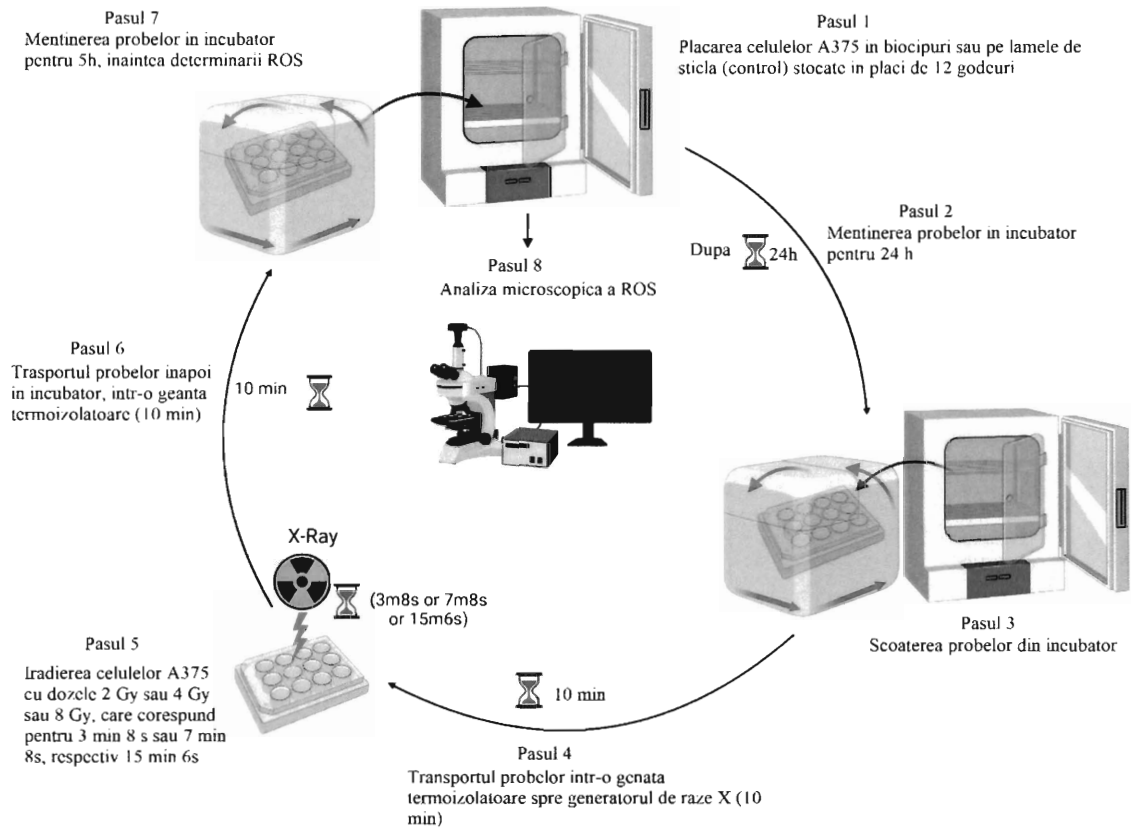 Pasul 1
Placarea celulelor A375 in biocipuri sau pe lamele de
sticla (control) stocate in placi de 12 godeuri
Pasul 2
Mentinerea probelor in incubator
pentru 24 h
Dupa 24h
Pasul 3
Scoaterea probelor din incubator
10 min
Pasul 4
Transportul probelor intr-o genata
termoizolatoare spre generatorul de raze X (10
min)
X-Ray
(3m8s or 7m8s
or 15m6s)
Pasul 5
Iradierea celulelor A375
cu dozele 2 Gy sau 4 Gy
sau 8 Gy, care corespund
pentru 3 min 8 s sau 7 min
8s, respectiv 15 min 6s
Pasul 6
Trasportul probelor inapoi
in incubator, intr-o geanta
termoizolatoare (10 min)
10 min
Pasul 7
Mentinerea probelor in incubator
pentru 5h, inaintea determinarii ROS
Pasul 8
Analiza microscopica a ROS